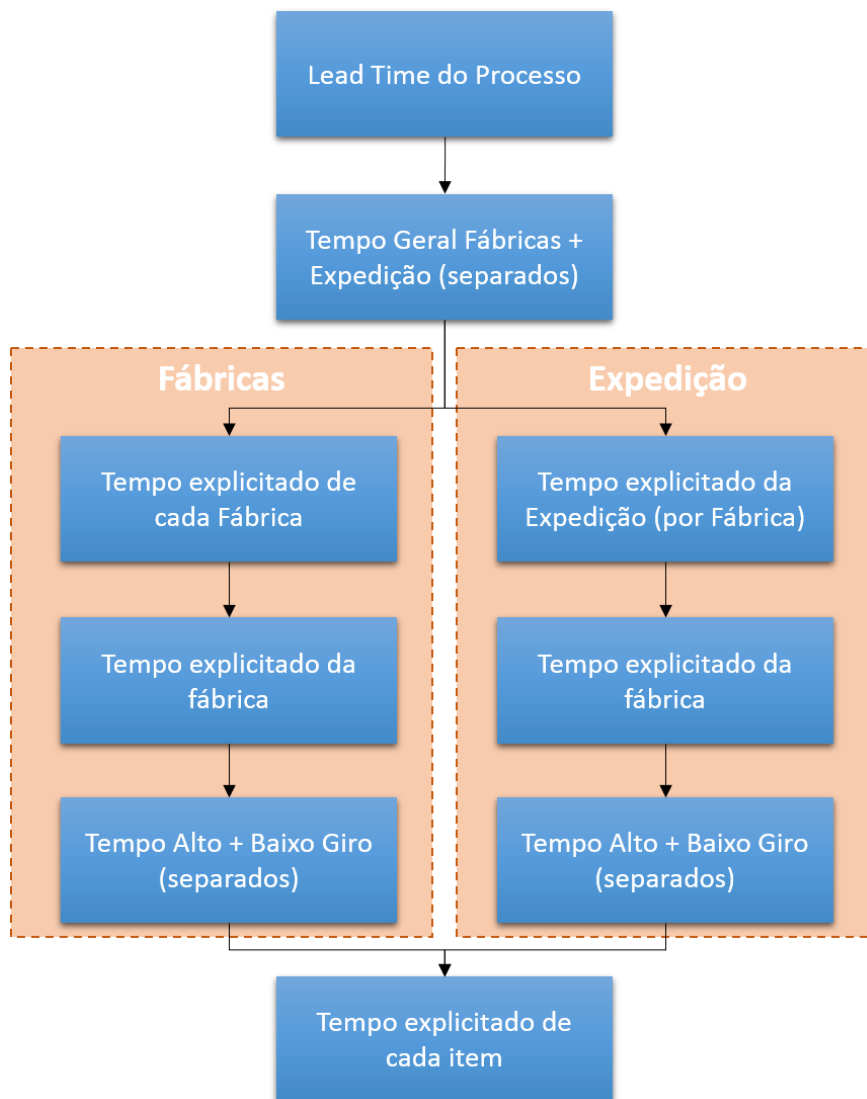 Lead Time do Processo
Tempo Geral Fábricas +
Expedição (separados)
Fábricas
Tempo explicitado de
cada Fábrica
Tempo explicitado da
fábrica
Tempo Alto + Baixo Giro
(separados)
Expedição
Tempo explicitado da
Expedição (por Fábrica)
Tempo explicitado da
fábrica
Tempo Alto + Baixo Giro
(separados)
Tempo explicitado de
cada item